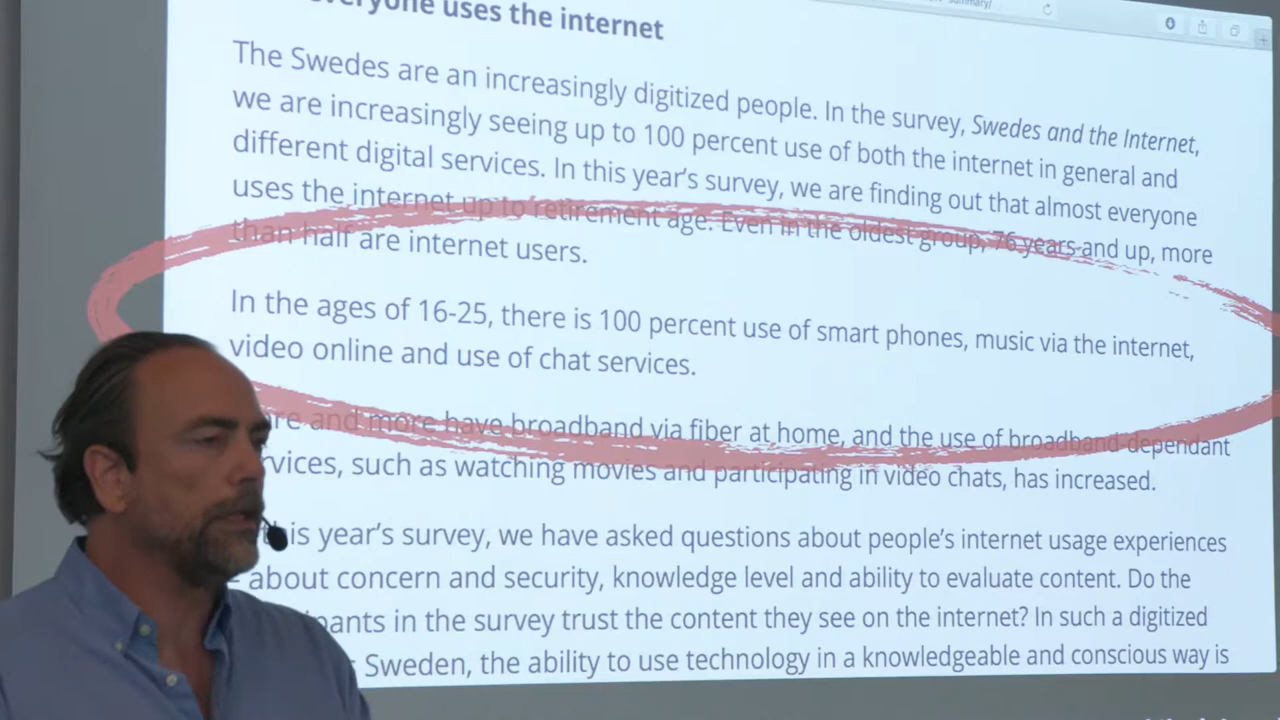 summary/
everyone uses the internet
The Swedes are an increasingly digitized people. In the survey, Swedes and the Internet,
we are increasingly seeing up to 100 percent use of both the internet in general and
different digital services. In this year's survey, we are finding out that almost everyone
uses the internet up to retirement age. Even in the oldest group, 76 years and up, more
than half are internet users.
In the ages of 16-25, there is 100 percent use of smart phones, music via the internet,
video online and use of chat services.
and more have broadband via fiber at home, and the use of broadband-dependant
such as watching movies and participating in video chats, has increased.
this year's survey, we have asked questions about people's internet usage experiences
- about concern and security, knowledge level and ability to evaluate content. Do the
in the survey trust the content they see on the internet? In such a digitized
Sweden, the ability to use technology in a knowledgeable and conscious way is